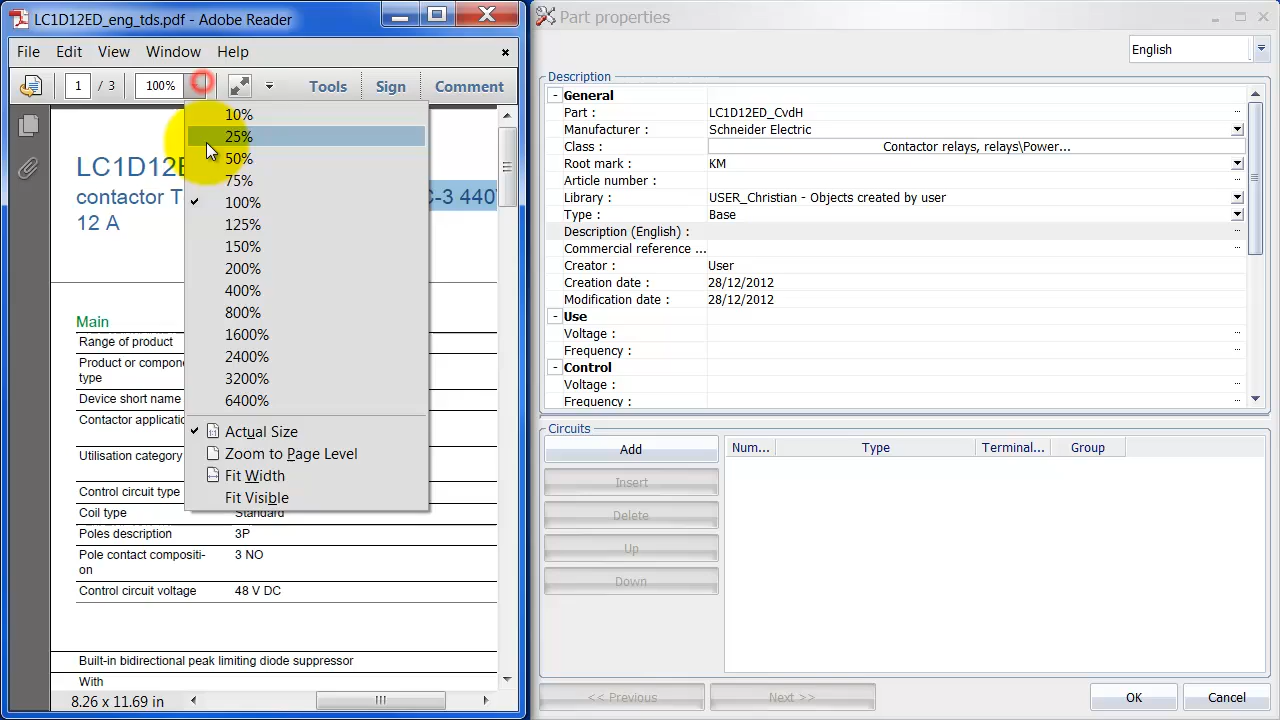 LC1D12ED_eng_tds.pdf - Adobe Reader
File Edit View Window Help
1 / 3 100% Tools Sign Comment
10%
25%
50%
75%
100%
125%
150%
200%
400%
800%
1600%
2400%
3200%
6400%
Actual Size
Zoom to Page Level
Fit Width
Fit Visible
LC1D12E
contactor T
C-3 440
12 A
Main
Range of product
Product or compone
type
Device short name
Contactor applicatio
Utilisation category
Control circuit type
Coil type Standard
Poles description 3P
Pole contact compositi- 3 NO
on
Control circuit voltage 48 V DC
Built-in bidirectional peak limiting diode suppressor
With
8.26 x 11.69 in
Part properties
English
Description
General
Part : LC1D12ED_CvdH
Manufacturer : Schneider Electric
Class : Contactor relays, relays\Power...
Root mark : KM
Article number :
Library : USER_Christian - Objects created by user
Type : Base
Description (English) :
Commercial reference ...
Creator : User
Creation date : 28/12/2012
Modification date : 28/12/2012
Use
Voltage :
Frequency :
Control
Voltage :
Frequency :
Circuits
Add
Insert
Delete
Up
Down
Num... Type Terminal... Group
<< Previous Next >> OK Cancel